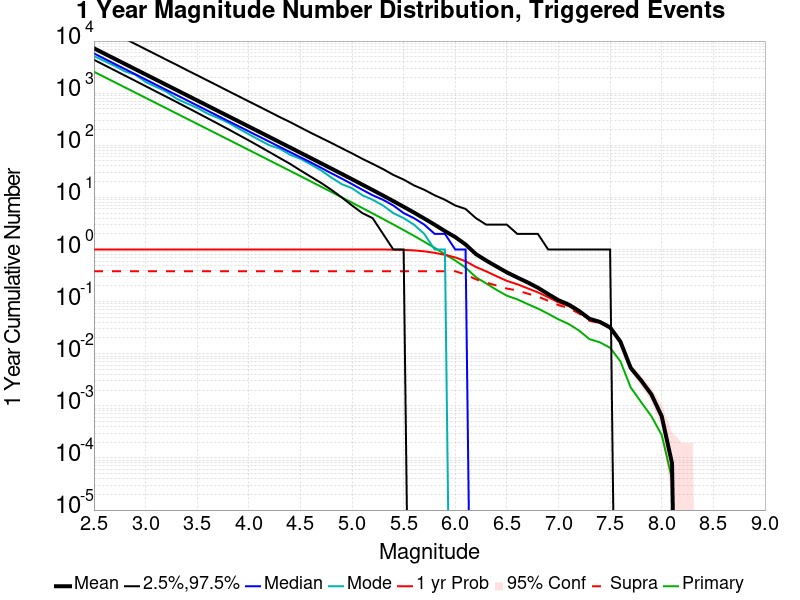 1 Year Magnitude Number Distribution, Triggered Events
1 Year Cumulative Number
10^4
10^3
10^2
10^1
10^0
10^-1
10^-2
10^-3
10^-4
10^-5
2.5 3.0 3.5 4.0 4.5 5.0 5.5 6.0 6.5 7.0 7.5 8.0 8.5 9.0
Magnitude
Mean 2.5%,97.5% Median Mode 1 yr Prob 95% Conf Supra Primary